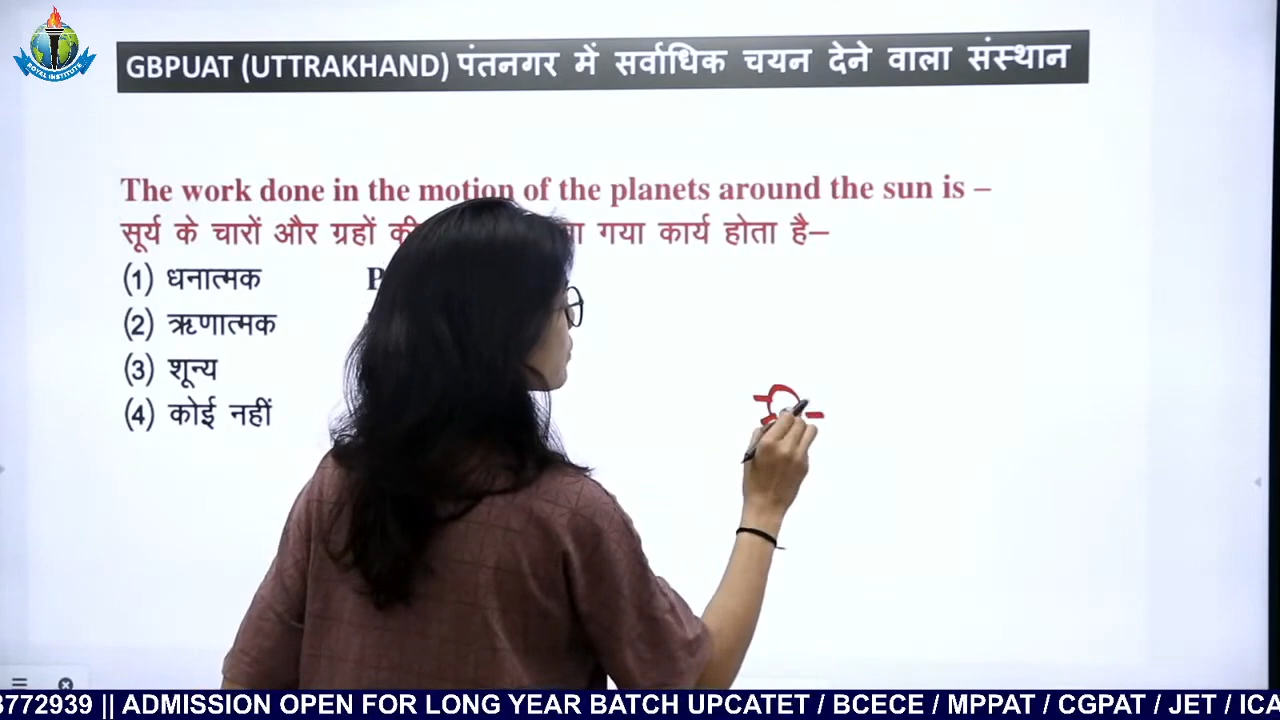 ROYAL INSTITUTE
GBPUAT (UTTRAKHAND) पंतनगर में सर्वाधिक चयन देने वाला संस्थान
The work done in the motion of the planets around the sun is –
सूर्य के चारों और ग्रहों की गया कार्य होता है–
(1) धनात्मक
(2) ऋणात्मक
(3) शून्य
(4) कोई नहीं
3772939 || ADMISSION OPEN FOR LONG YEAR BATCH UPCATET / BCECE / MPPAT / CGPAT / JET / ICA